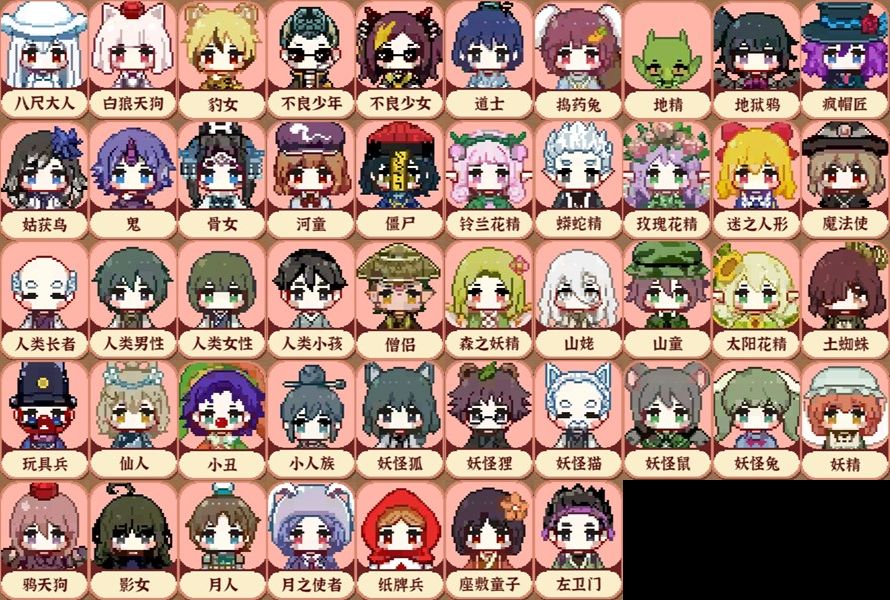 八尺大人 白狼天狗 豹女 不良少年 不良少女 道士 捣药兔 地精 地狱鸦 疯帽匠
姑获鸟 鬼 骨女 河童 僵尸 铃兰花精 蟒蛇精 玫瑰花精 迷之人形 魔法使
人类长者 人类男性 人类女性 人类小孩 僧侣 森之妖精 山姥 山童 太阳花精 土蜘蛛
玩具兵 仙人 小丑 小人族 妖怪狐 妖怪狸 妖怪猫 妖怪鼠 妖怪兔 妖精
鸦天狗 影女 月人 月之使者 纸牌兵 座敷童子 左卫门